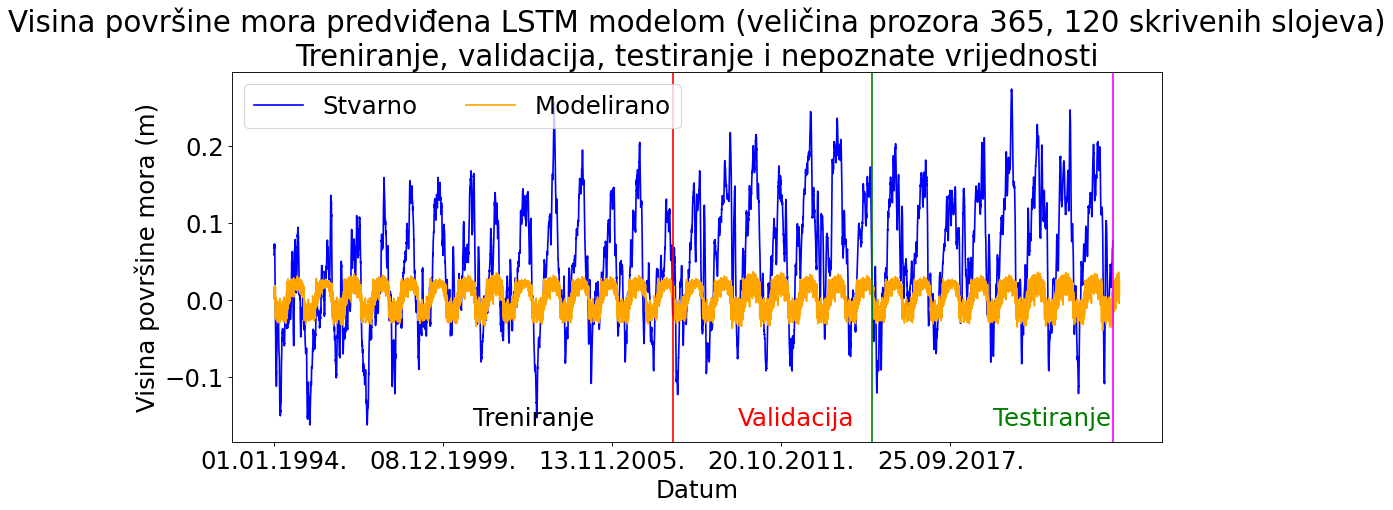 Visina površine mora predviđena LSTM modelom (veličina prozora 365, 120 skrivenih slojeva)
Treniranje, validacija, testiranje i nepoznate vrijednosti
Stvarno
Modelirano
Visina površine mora (m)
0.2
0.1
0.0
−0.1
Treniranje
Validacija
Testiranje
01.01.1994.
08.12.1999.
13.11.2005.
20.10.2011.
25.09.2017.
Datum